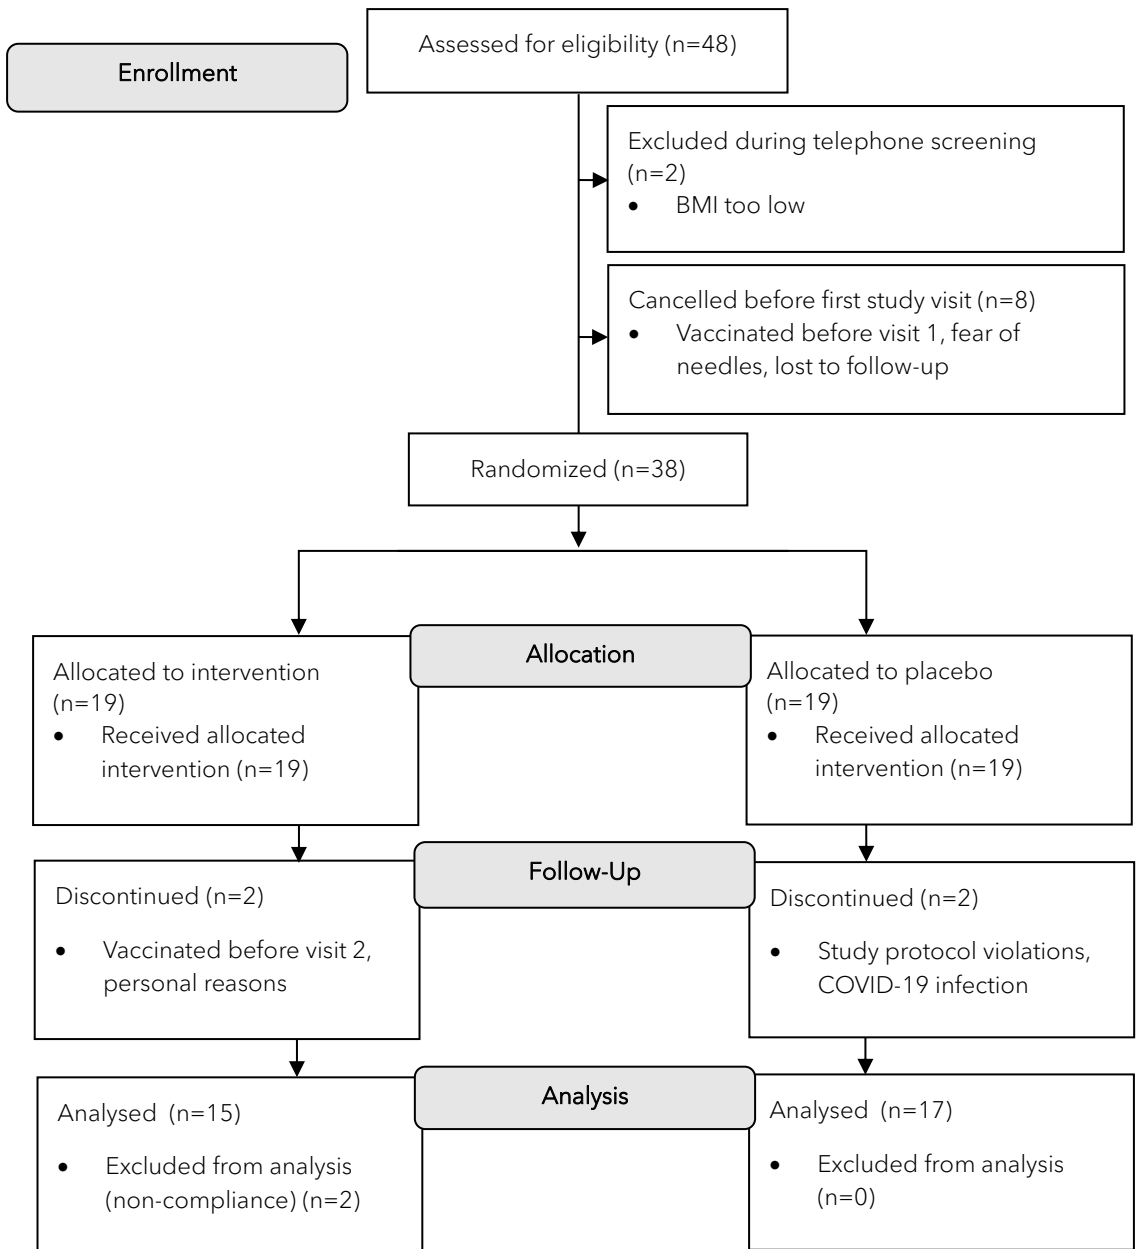 Assessed for eligibility (n=48)
Enrollment
Excluded during telephone screening
(n=2)
• BMI too low
Cancelled before first study visit (n=8)
• Vaccinated before visit 1, fear of
needles, lost to follow-up
Randomized (n=38)
Allocation
Allocated to intervention
(n=19)
• Received allocated
intervention (n=19)
Allocated to placebo
(n=19)
• Received allocated
intervention (n=19)
Follow-Up
Discontinued (n=2)
• Vaccinated before visit 2,
personal reasons
Discontinued (n=2)
• Study protocol violations,
COVID-19 infection
Analysis
Analysed (n=15)
• Excluded from analysis
(non-compliance) (n=2)
Analysed (n=17)
• Excluded from analysis
(n=0)